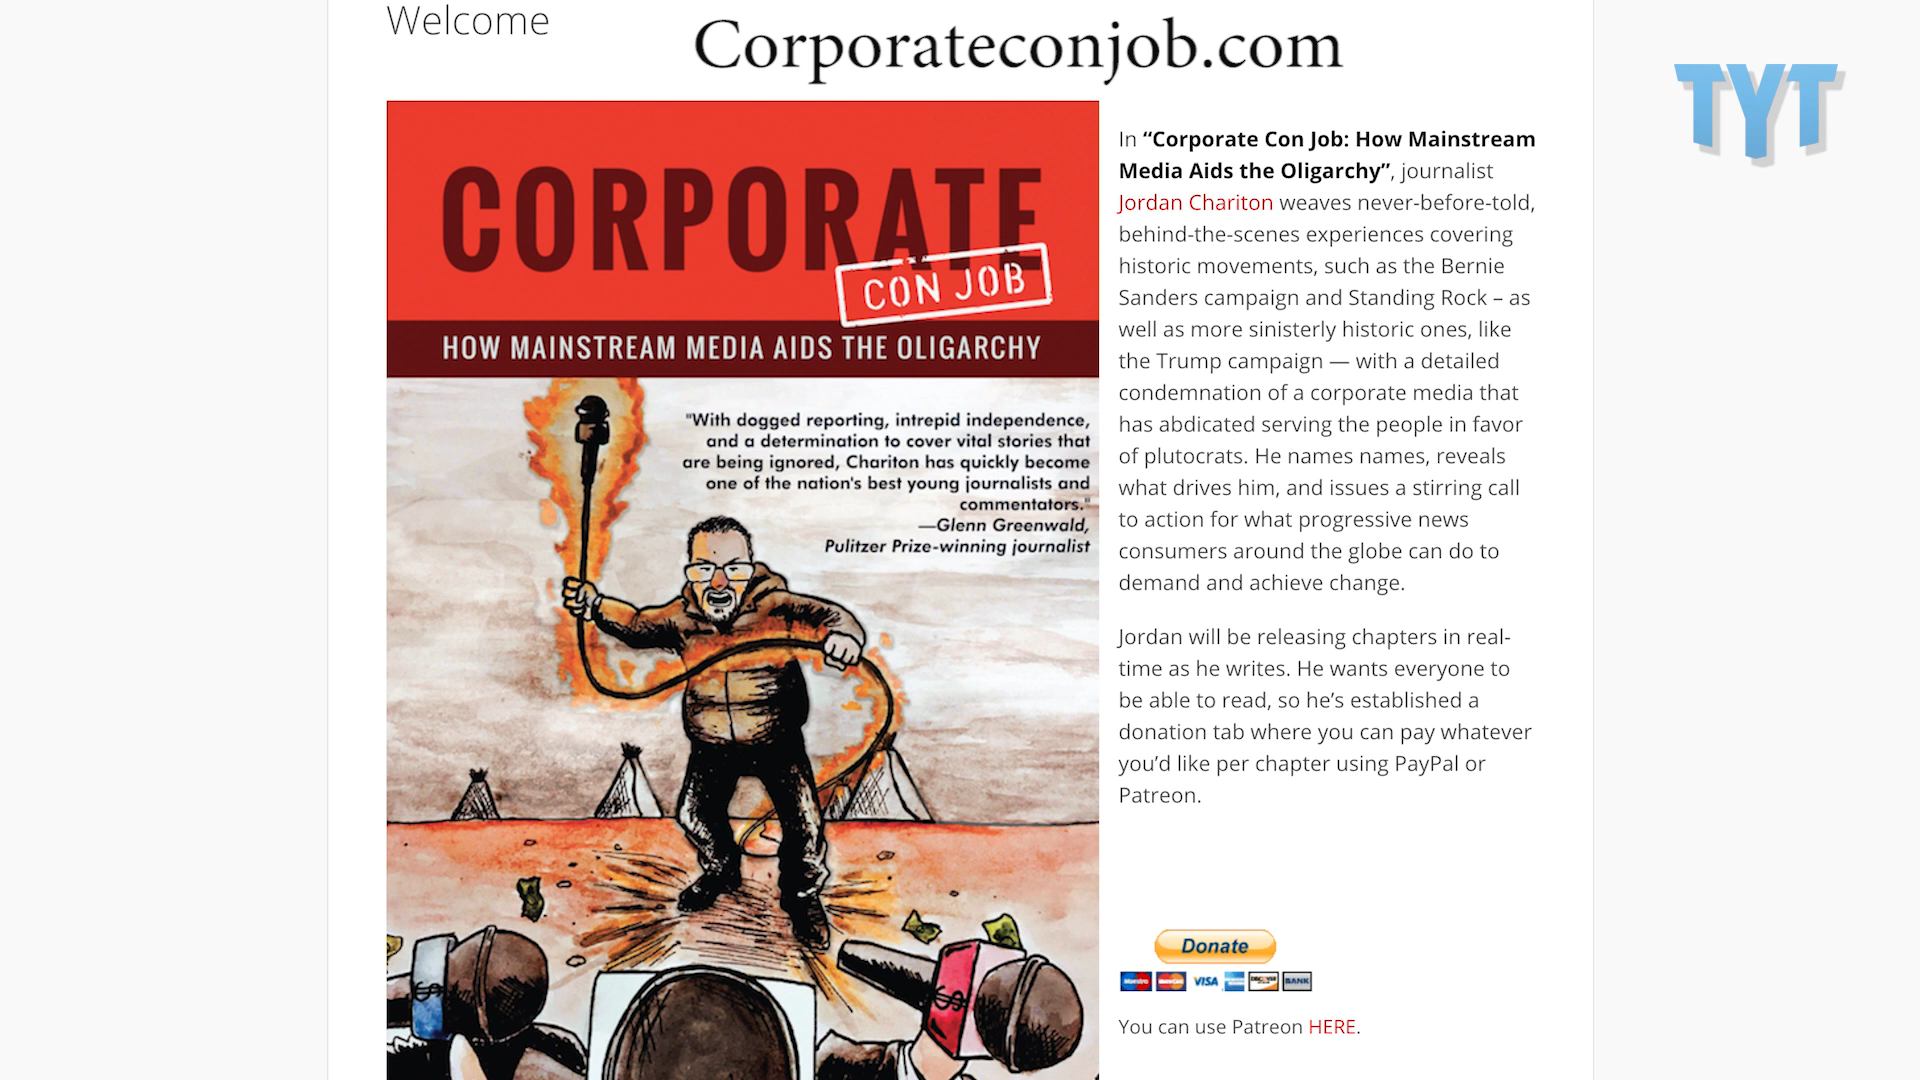 Welcome
Corporateconjob.com
TYT
CORPORATE
CON JOB
HOW MAINSTREAM MEDIA AIDS THE OLIGARCHY
"With dogged reporting, intrepid independence,
and a determination to cover vital stories that
are being ignored, Chariton has quickly become
one of the nation's best young journalists and
commentators."
—Glenn Greenwald,
Pulitzer Prize-winning journalist
$
$
In “Corporate Con Job: How Mainstream
Media Aids the Oligarchy”, journalist
Jordan Chariton weaves never-before-told,
behind-the-scenes experiences covering
historic movements, such as the Bernie
Sanders campaign and Standing Rock – as
well as more sinisterly historic ones, like
the Trump campaign — with a detailed
condemnation of a corporate media that
has abdicated serving the people in favor
of plutocrats. He names names, reveals
what drives him, and issues a stirring call
to action for what progressive news
consumers around the globe can do to
demand and achieve change.
Jordan will be releasing chapters in real-
time as he writes. He wants everyone to
be able to read, so he’s established a
donation tab where you can pay whatever
you’d like per chapter using PayPal or
Patreon.
Donate
Maestro MasterCard VISA DISCOVER BANK
You can use Patreon HERE.